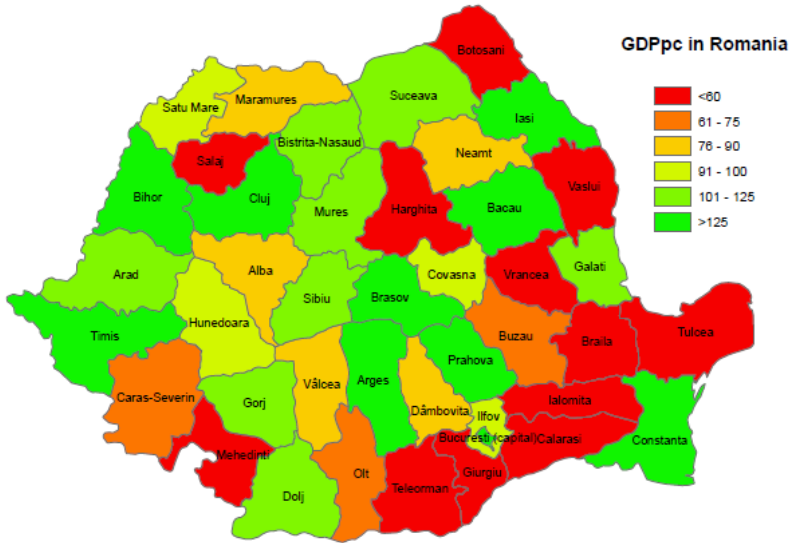 GDPpc in Romania
<60
61 - 75
76 - 90
91 - 100
101 - 125
>125
Botosani
Satu Mare
Maramures
Suceava
Iasi
Salaj
Bistrita-Nasaud
Neamt
Vaslui
Bihor
Cluj
Mures
Harghita
Bacau
Arad
Alba
Sibiu
Brasov
Covasna
Vrancea
Galati
Timis
Hunedoara
Prahova
Buzau
Braila
Tulcea
Caras-Severin
Gorj
Vâlcea
Arges
Dâmbovita
Ilfov
Ialomita
Bucuresti (capital)
Calarasi
Constanta
Mehedinti
Dolj
Olt
Teleorman
Giurgiu